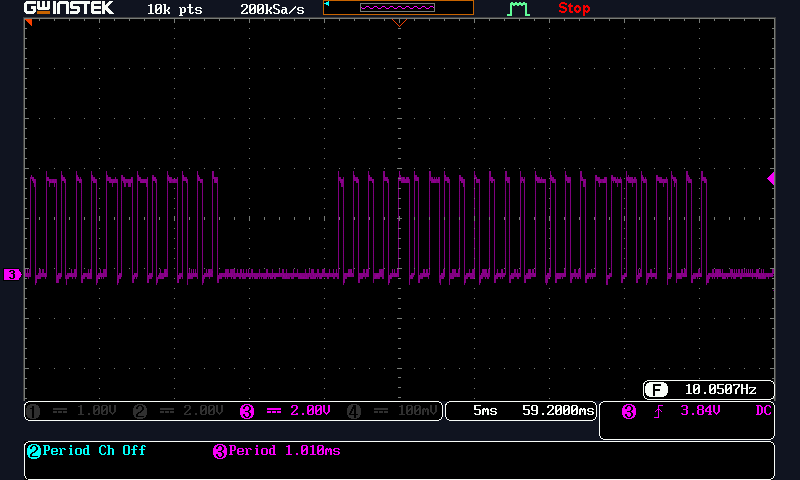 GWINSTEK 10k pts 200kSa/s Stop
3
F 10.0507Hz
1 1.00V 2 2.00V 3 2.00V 4 100mV 5ms 59.2000ms 3 3.84V DC
2 Period Ch Off 3 Period 1.010ms